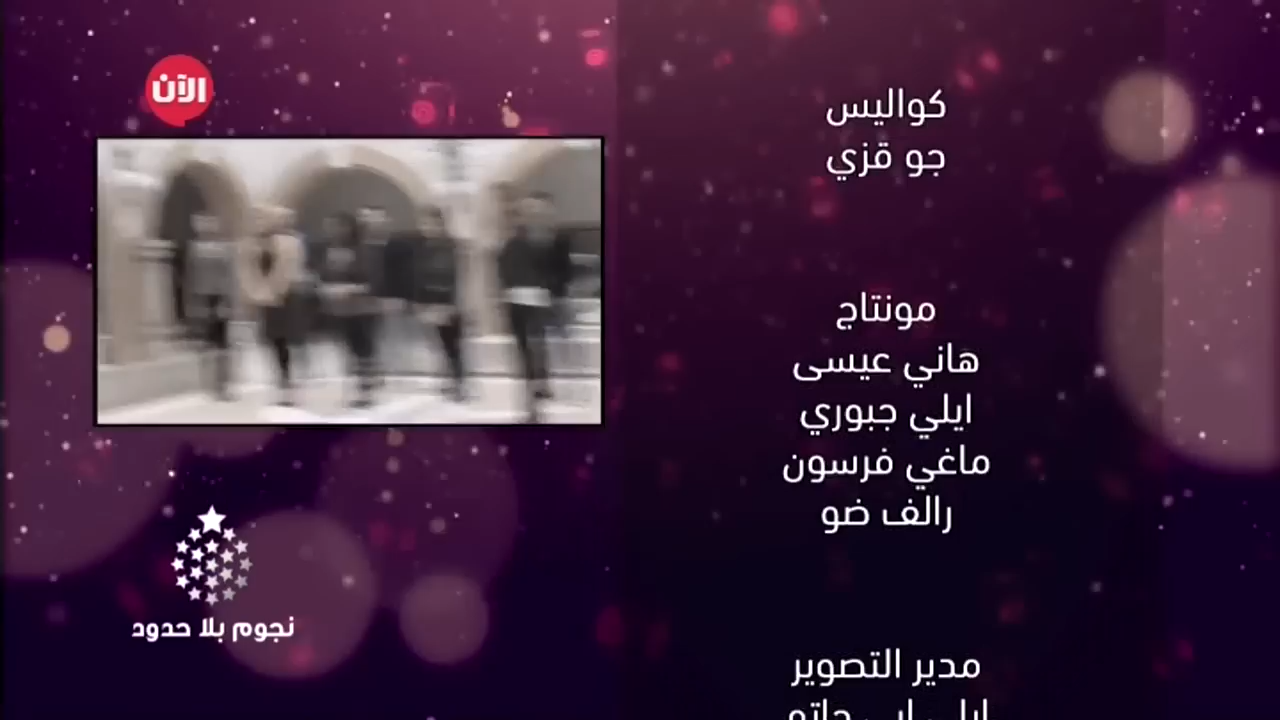 الآن
كواليس
جو قزي
مونتاج
هاني عيسى
ايلي جبوري
ماغي فرسون
رالف ضو
نجوم بلا حدود
مدير التصوير